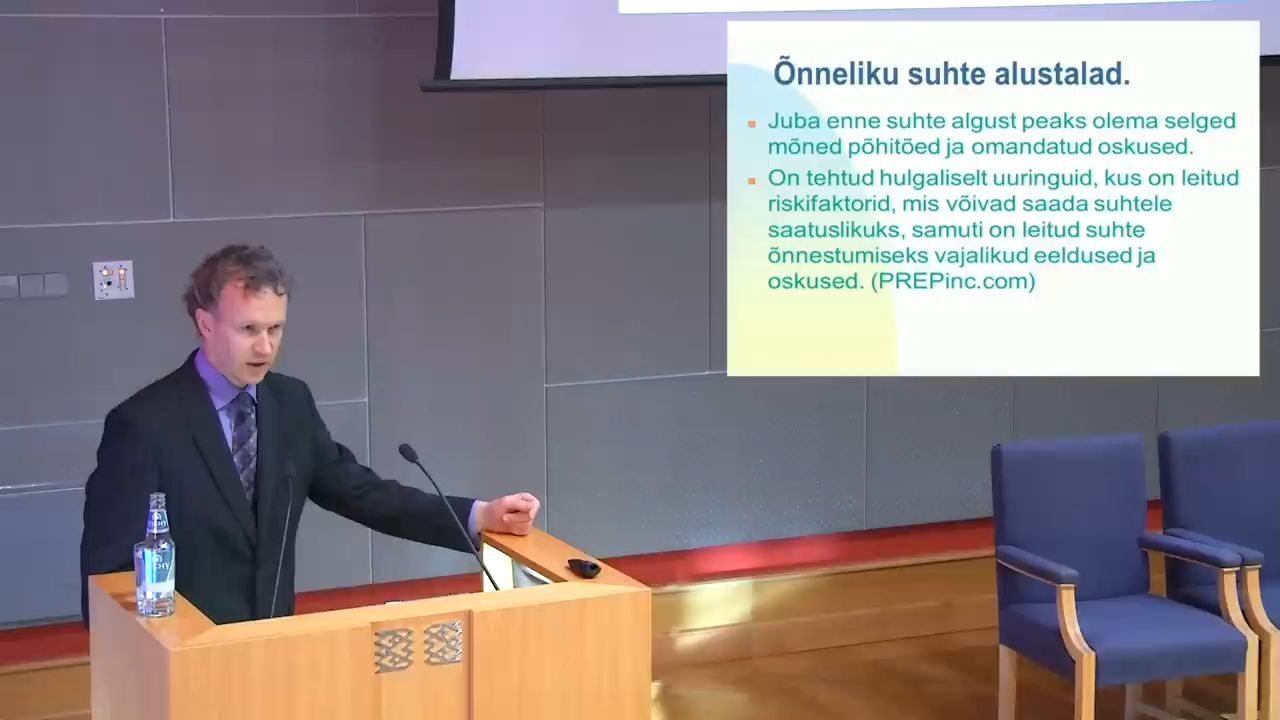 Õnneliku suhte alustalad.
Juba enne suhte algust peaks olema selged
mõned põhitõed ja omandatud oskused.
On tehtud hulgaliselt uuringuid, kus on leitud
riskifaktorid, mis võivad saada suhtele
saatuslikuks, samuti on leitud suhte
õnnestumiseks vajalikud eeldused ja
oskused. (PREPinc.com)